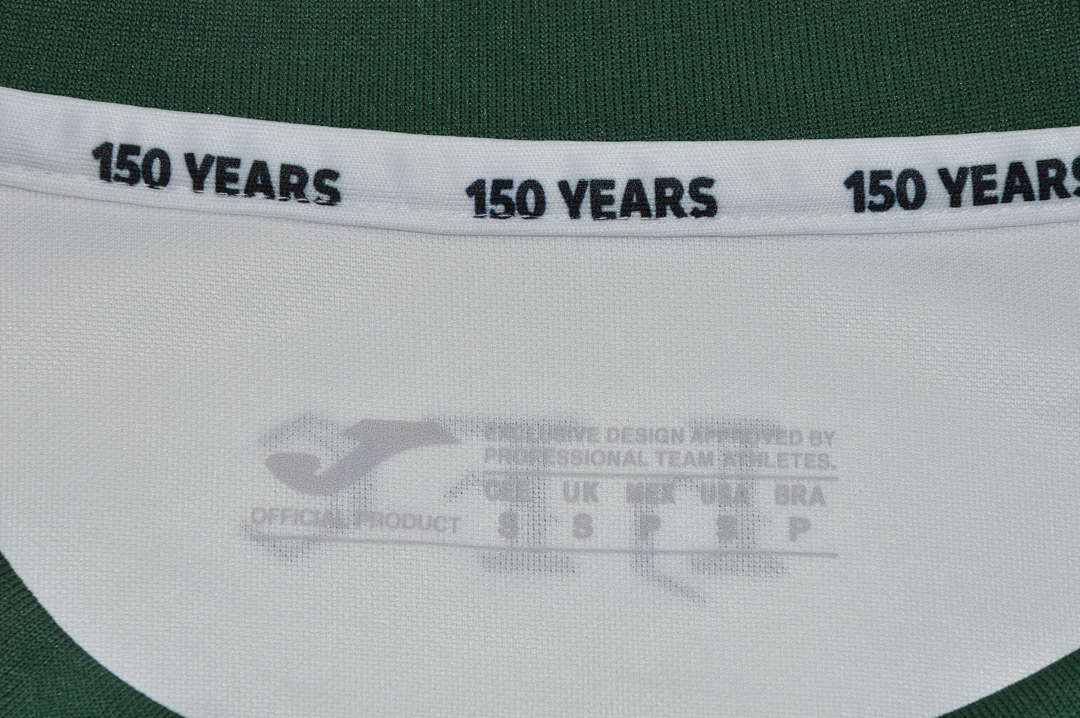 150 YEARS 150 YEARS 150 YEARS
EXCLUSIVE DESIGN APPROVED BY
PROFESSIONAL TEAM ATHLETES.
CEE UK MEX USA BRA
OFFICIAL PRODUCT S S P S P